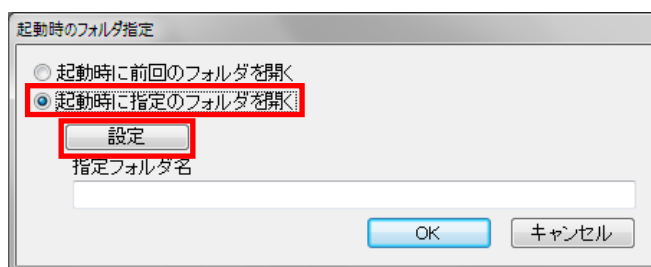 起動時のフォルダ指定
起動時に前回のフォルダを開く
起動時に指定のフォルダを開く
設定
指定フォルダ名
OK キャンセル